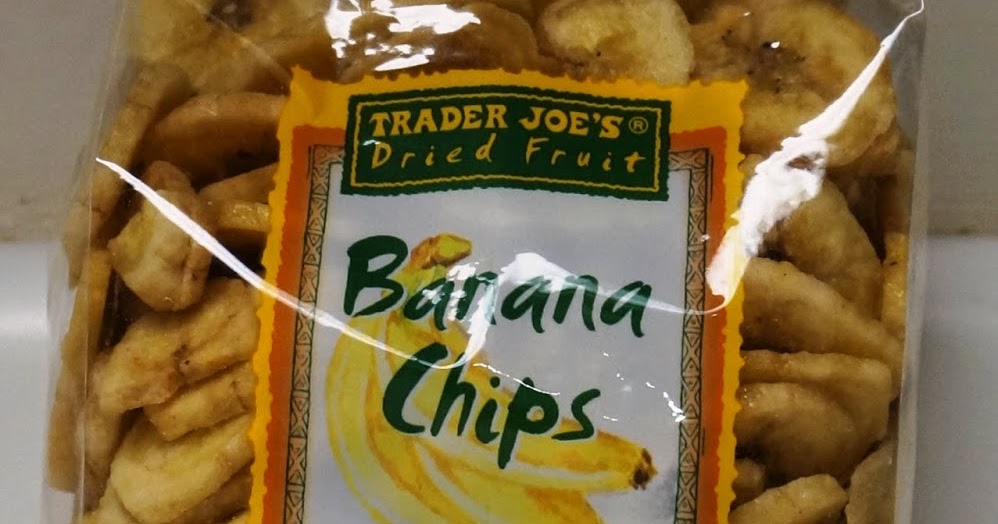 TRADER JOE'S®
Dried Fruit
Banana
Chips